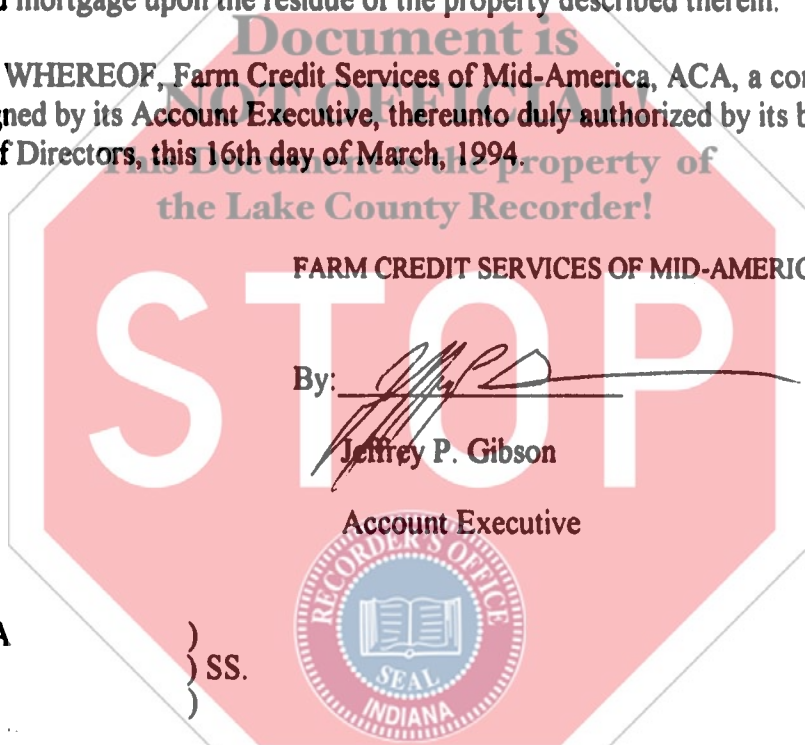 mortgage upon the residue of the property described therein.
Document is
WHEREOF, Farm Credit Services of Mid-America, ACA, a cor
NOT OFFICIAL!
gned by its Account Executive, thereunto duly authorized by its b
f Directors, this 16th day of March, 1994.
This Document is the property of
the Lake County Recorder!
FARM CREDIT SERVICES OF MID-AMERIC
STOP
By:
Jeffrey P. Gibson
Account Executive
RECORDER'S OFFICE
A )
) SS.
)
SEAL
INDIANA